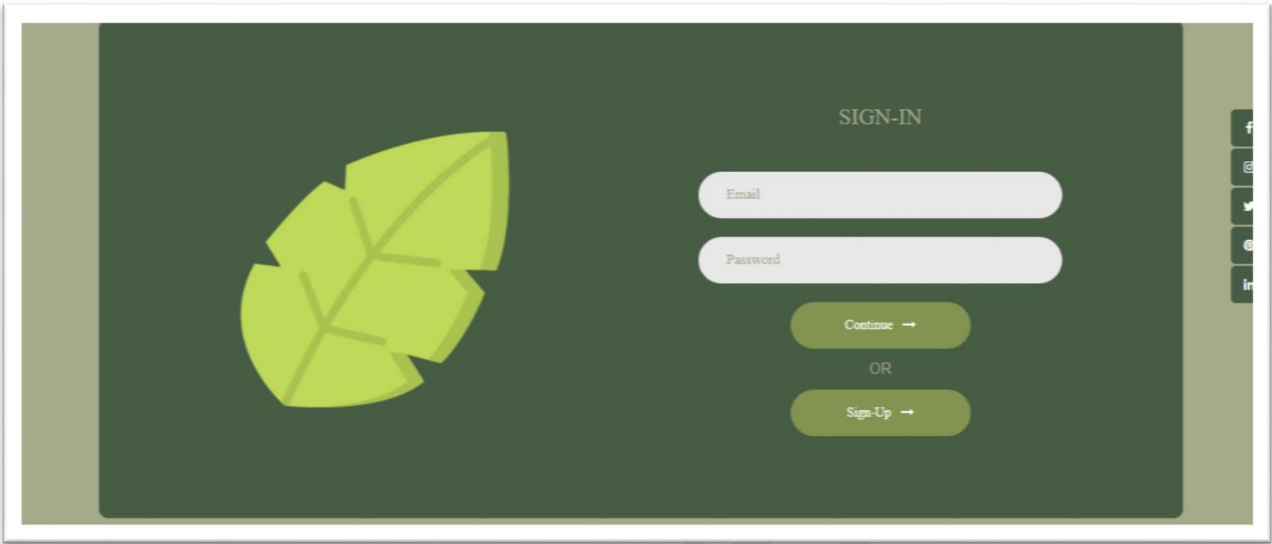 SIGN-IN
Email
Password
Continue →
OR
Sign-Up →